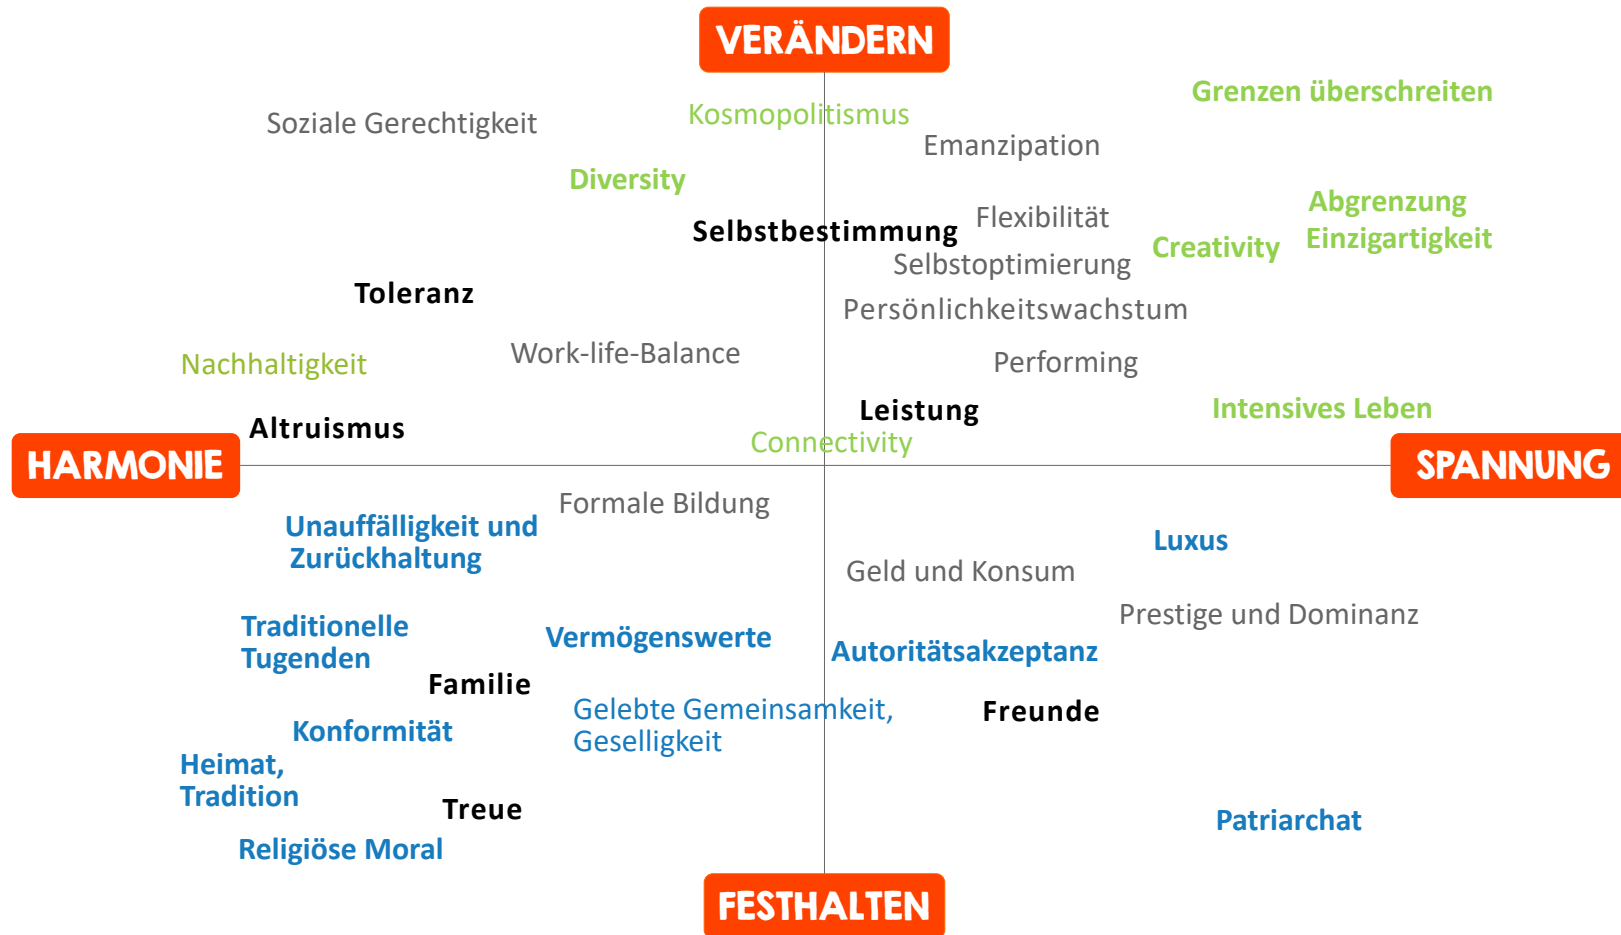 VERÄNDERN
Grenzen überschreiten
Soziale Gerechtigkeit
Kosmopolitismus
Emanzipation
Diversity
Abgrenzung
Einzigartigkeit
Selbstbestimmung
Flexibilität
Creativity
Selbstoptimierung
Toleranz
Persönlichkeitswachstum
Nachhaltigkeit
Work-life-Balance
Performing
Altruismus
Leistung
Intensives Leben
Connectivity
HARMONIE
SPANNUNG
Formale Bildung
Unauffälligkeit und
Zurückhaltung
Luxus
Geld und Konsum
Prestige und Dominanz
Traditionelle
Tugenden
Vermögenswerte
Autoritätsakzeptanz
Familie
Gelebte Gemeinsamkeit,
Geselligkeit
Freunde
Konformität
Heimat,
Tradition
Treue
Patriarchat
Religiöse Moral
FESTHALTEN